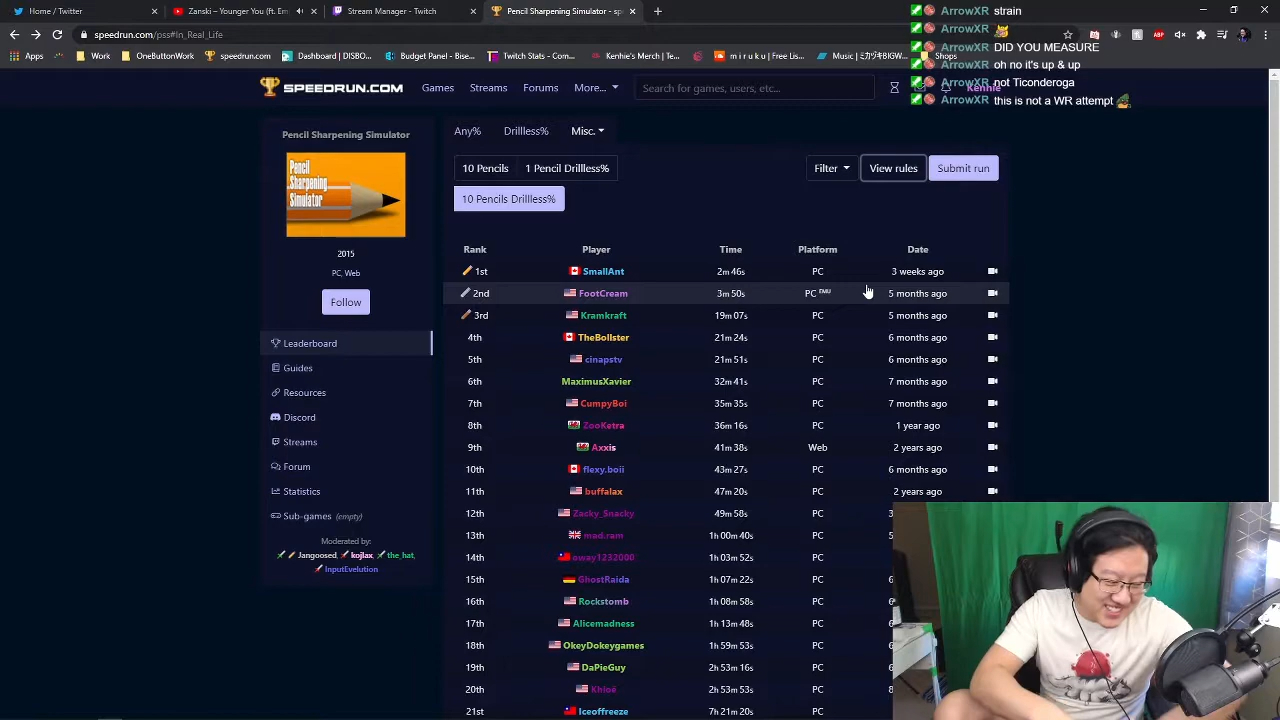 Home / Twitter
Zanski – Younger You (ft. Em
Stream Manager - Twitch
Pencil Sharpening Simulator - sp
speedrun.com/pss#In_Real_Life
Apps
Work
OneButtonWork
speedrun.com
Dashboard | DISBO...
Budget Panel - Bise...
Twitch Stats - Com...
Kenhie's Merch | T...
m i r u k u | Free Lis...
Shops
ArrowXR strain
ArrowXR
ArrowXR DID YOU MEASURE
ArrowXR oh no it's up & up
ArrowXR not Ticonderoga
ArrowXR this is not a WR attempt
SPEEDRUN.COM
Games
Streams
Forums
More...
Search for games, users, etc...
Pencil Sharpening Simulator
Pencil
Sharpening
Simulator
2015
PC, Web
Follow
Leaderboard
Guides
Resources
Discord
Streams
Forum
Statistics
Sub-games (empty)
Moderated by:
Jangoosed, kojlax, the_hat,
InputEvelution
Any%
Drillless%
Misc.
10 Pencils
1 Pencil Drillless%
10 Pencils Drillless%
Filter
View rules
Submit run
Rank Player Time Platform Date
1st SmallAnt 2m 46s PC 3 weeks ago
2nd FootCream 3m 50s PC EMU 5 months ago
3rd Kramkraft 19m 07s PC 5 months ago
4th TheBollster 21m 24s PC 6 months ago
5th cinapstv 21m 51s PC 6 months ago
6th MaximusXavier 32m 41s PC 7 months ago
7th CumpyBoi 35m 35s PC 7 months ago
8th ZooKetra 36m 16s PC 1 year ago
9th Axxis 41m 38s Web 2 years ago
10th flexy.boii 43m 27s PC 6 months ago
11th buffalax 47m 20s PC 2 years ago
12th Zacky_Snacky 49m 58s PC
13th mad.ram 1h 00m 40s PC
14th oway1232000 1h 03m 52s PC
15th GhostRaida 1h 07m 22s PC
16th Rockstomb 1h 08m 58s PC
17th Alicemadness 1h 13m 48s PC
18th OkeyDokeygames 1h 59m 53s PC
19th DaPieGuy 2h 53m 16s PC
20th Khioë 2h 53m 53s PC
21st Iceoffreeze 7h 21m 20s PC